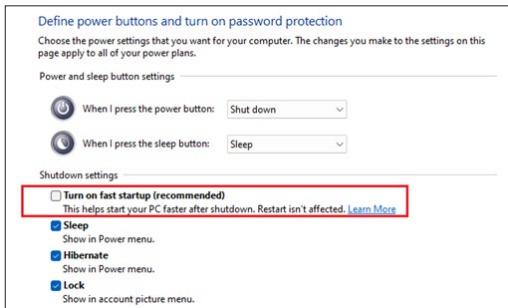 Define power buttons and turn on password protection
Choose the power settings that you want for your computer. The changes you make to the settings on this
page apply to all of your power plans.
Power and sleep button settings
When I press the power button: Shut down
When I press the sleep button: Sleep
Shutdown settings
Turn on fast startup (recommended)
This helps start your PC faster after shutdown. Restart isn't affected. Learn More
Sleep
Show in Power menu.
Hibernate
Show in Power menu.
Lock
Show in account picture menu.